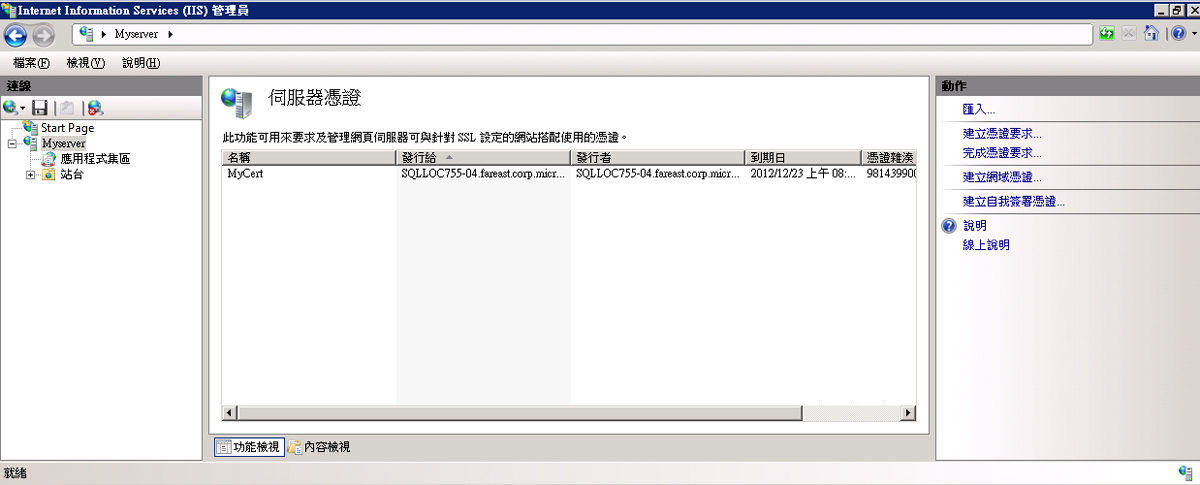 Internet Information Services (IIS) 管理員
Myserver
檔案(F) 檢視(V) 說明(H)
連線
Start Page
Myserver
應用程式集區
站台
伺服器憑證
此功能可用來要求及管理網頁伺服器可與針對 SSL 設定的網站搭配使用的憑證。
名稱 發行給 發行者 到期日 憑證雜湊
MyCert SQLLOC755-04.fareast.corp.micr... SQLLOC755-04.fareast.corp.micr... 2012/12/23 上午 08:... 981439900
功能檢視 內容檢視
動作
匯入...
建立憑證要求...
完成憑證要求...
建立網域憑證...
建立自我簽署憑證...
說明
線上說明
就緒